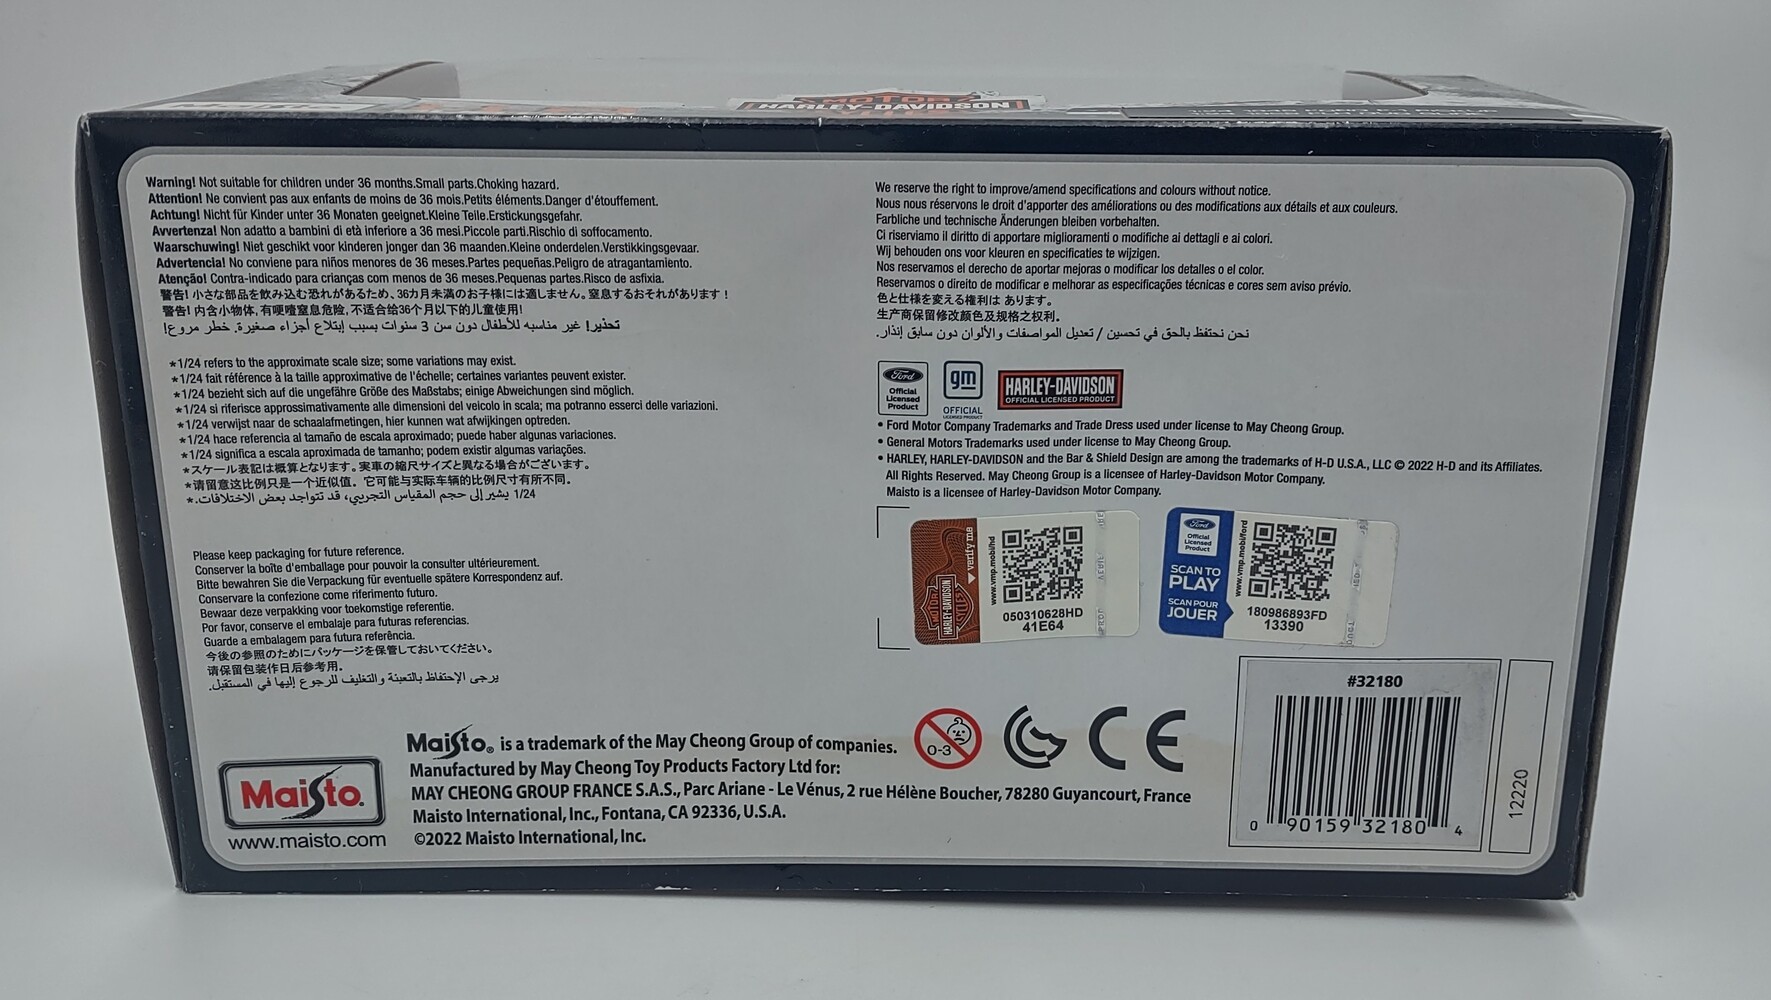 Maisto
MOTOR
HARLEY-DAVIDSON
Warning! Not suitable for children under 36 months.Small parts.Choking hazard.
Attention! Ne convient pas aux enfants de moins de 36 mois.Petits éléments.Danger d'étouffement.
Achtung! Nicht für Kinder unter 36 Monaten geeignet.Kleine Teile.Erstickungsgefahr.
Avvertenza! Non adatto a bambini di età inferiore a 36 mesi.Piccole parti.Rischio di soffocamento.
Waarschuwing! Niet geschikt voor kinderen jonger dan 36 maanden.Kleine onderdelen.Verstikkingsgevaar.
Advertencia! No conviene para niños menores de 36 meses.Partes pequeñas.Peligro de atragantamiento.
Atenção! Contra-indicado para crianças com menos de 36 meses.Pequenas partes.Risco de asfixia.
警告! 小さな部品を飲み込む恐れがあるため、36カ月未満のお子様には適しません。窒息するおそれがあります！
警告! 内含小物体,有哽噎窒息危险,不适合给36个月以下的儿童使用!
تحذير! غير مناسبه للأطفال دون سن 3 سنوات بسبب إبتلاع أجزاء صغيرة. خطر مروع!
*1/24 refers to the approximate scale size; some variations may exist.
*1/24 fait référence à la taille approximative de l'échelle; certaines variantes peuvent exister.
*1/24 bezieht sich auf die ungefähre Größe des Maßstabs; einige Abweichungen sind möglich.
*1/24 si riferisce approssimativamente alle dimensioni del veicolo in scala; ma potranno esserci delle variazioni.
*1/24 verwijst naar de schaalafmetingen, hier kunnen wat afwijkingen optreden.
*1/24 hace referencia al tamaño de escala aproximado; puede haber algunas variaciones.
*1/24 significa a escala aproximada de tamanho; podem existir algumas variações.
*スケール表記は概算となります。実車の縮尺サイズと異なる場合がございます。
*请留意这比例只是一个近似值。它可能与实际车辆的比例尺寸有所不同。
1/24 يشير إلى حجم المقياس التجريبي، قد تتواجد بعض الاختلافات.*
Please keep packaging for future reference.
Conserver la boîte d'emballage pour pouvoir la consulter ultérieurement.
Bitte bewahren Sie die Verpackung für eventuelle spätere Korrespondenz auf.
Conservare la confezione come riferimento futuro.
Bewaar deze verpakking voor toekomstige referentie.
Por favor, conserve el embalaje para futuras referencias.
Guarde a embalagem para futura referência.
今後の参照のためにパッケージを保管しておいてください。
请保留包装作日后参考用.
يرجى الإحتفاظ بالتعبئة والتغليف للرجوع إليها في المستقبل.
We reserve the right to improve/amend specifications and colours without notice.
Nous nous réservons le droit d'apporter des améliorations ou des modifications aux détails et aux couleurs.
Farbliche und technische Änderungen bleiben vorbehalten.
Ci riserviamo il diritto di apportare miglioramenti o modifiche ai dettagli e ai colori.
Wij behouden ons voor kleuren en specificaties te wijzigen.
Nos reservamos el derecho de aportar mejoras o modificar los detalles o el color.
Reservamos o direito de modificar e melhorar as especificações técnicas e cores sem aviso prévio.
色と仕様を変える権利は あります。
生产商保留修改颜色及规格之权利.
نحن نحتفظ بالحق في تحسين / تعديل المواصفات والألوان دون سابق إنذار.
Ford
Official
Licensed
Product
gm
OFFICIAL
LICENSED PRODUCT
HARLEY-DAVIDSON
OFFICIAL LICENSED PRODUCT
• Ford Motor Company Trademarks and Trade Dress used under license to May Cheong Group.
• General Motors Trademarks used under license to May Cheong Group.
• HARLEY, HARLEY-DAVIDSON and the Bar & Shield Design are among the trademarks of H-D U.S.A., LLC © 2022 H-D and its Affiliates.
All Rights Reserved. May Cheong Group is a licensee of Harley-Davidson Motor Company.
Maisto is a licensee of Harley-Davidson Motor Company.
MOTOR
HARLEY-DAVIDSON
CYCLES
verify me
www.vmp.mobi/hd
050310628HD
41E64
Ford
Official
Licensed
Product
SCAN TO
PLAY
SCAN POUR
JOUER
www.vmp.mobi/ford
180986893FD
13390
#32180
0 90159 32180 4
12220
0-3
CE
Maisto
www.maisto.com
Maisto® is a trademark of the May Cheong Group of companies.
Manufactured by May Cheong Toy Products Factory Ltd for:
MAY CHEONG GROUP FRANCE S.A.S., Parc Ariane - Le Vénus, 2 rue Hélène Boucher, 78280 Guyancourt, France
Maisto International, Inc., Fontana, CA 92336, U.S.A.
©2022 Maisto International, Inc.